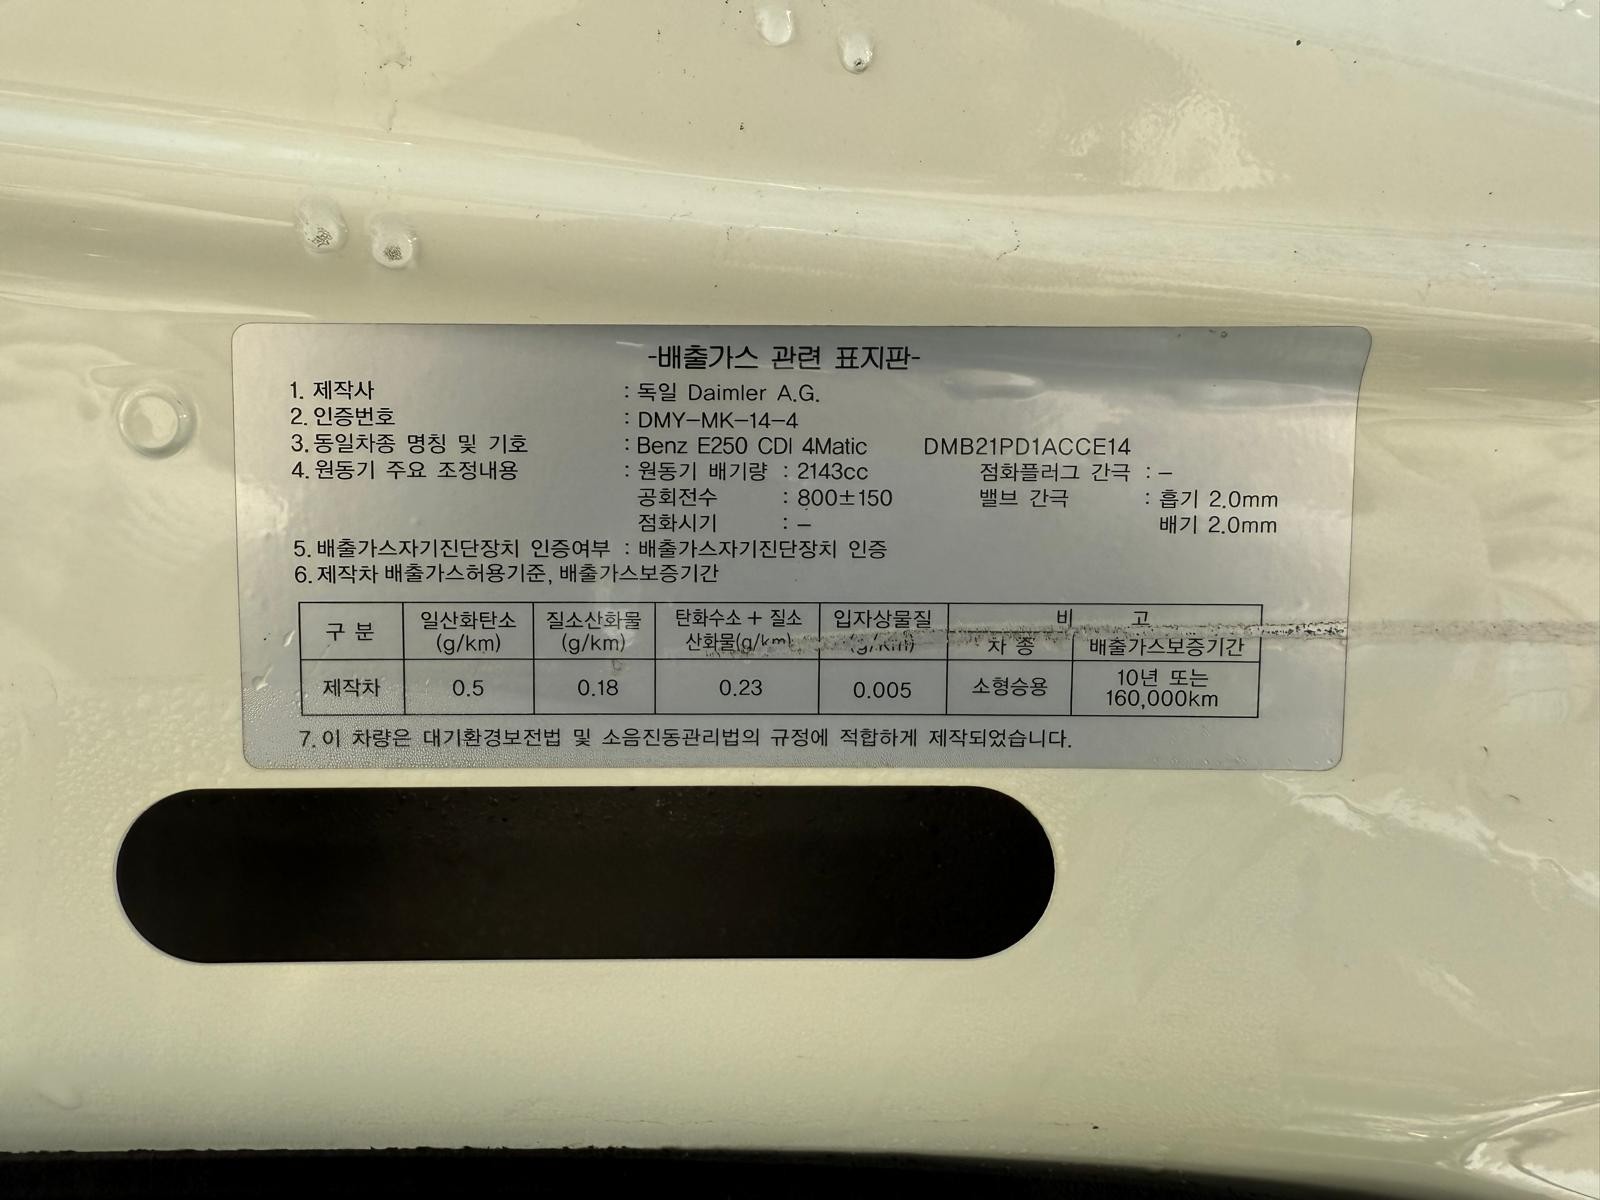 -배출가스 관련 표지판-
1. 제작사 : 독일 Daimler A.G.
2. 인증번호 : DMY-MK-14-4
3. 동일차종 명칭 및 기호 : Benz E250 CDI 4Matic DMB21PD1ACCE14
4. 원동기 주요 조정내용 : 원동기 배기량 : 2143cc 점화플러그 간극 : -
공회전수 : 800±150 밸브 간극 : 흡기 2.0mm
점화시기 : - 배기 2.0mm
5. 배출가스자기진단장치 인증여부 : 배출가스자기진단장치 인증
6. 제작차 배출가스허용기준, 배출가스보증기간
구 분 일산화탄소 (g/km) 질소산화물 (g/km) 탄화수소 + 질소 산화물(g/km) 입자상물질 (g/km) 비 고
차 종 배출가스보증기간
제작차 0.5 0.18 0.23 0.005 소형승용 10년 또는 160,000km
7. 이 차량은 대기환경보전법 및 소음진동관리법의 규정에 적합하게 제작되었습니다.